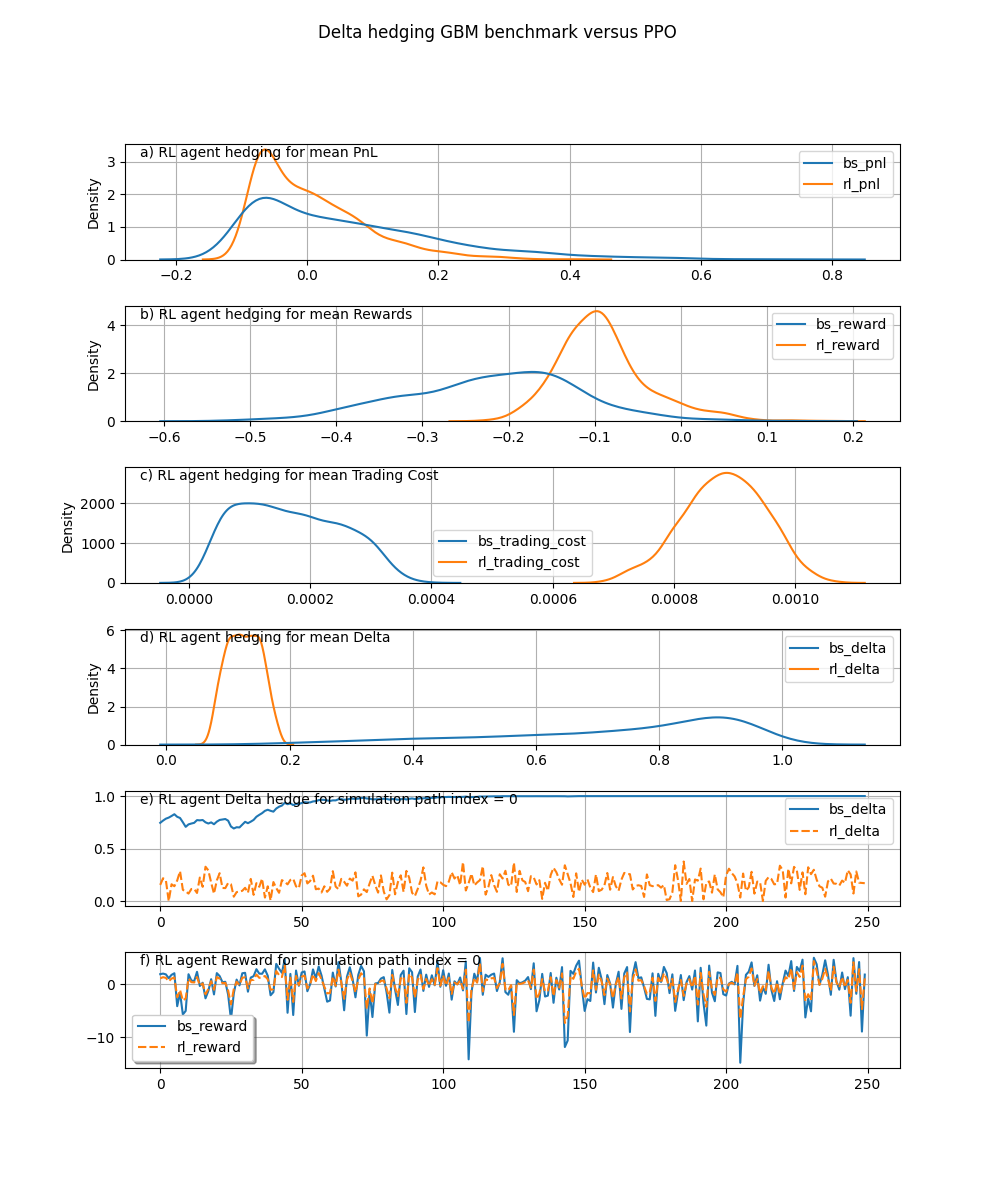 Delta hedging GBM benchmark versus PPO
a) RL agent hedging for mean PnL
bs_pnl
rl_pnl
Density
3
2
1
0
−0.2 0.0 0.2 0.4 0.6 0.8
b) RL agent hedging for mean Rewards
bs_reward
rl_reward
Density
4
2
0
−0.6 −0.5 −0.4 −0.3 −0.2 −0.1 0.0 0.1 0.2
c) RL agent hedging for mean Trading Cost
bs_trading_cost
rl_trading_cost
Density
2000
1000
0
0.0000 0.0002 0.0004 0.0006 0.0008 0.0010
d) RL agent hedging for mean Delta
bs_delta
rl_delta
Density
6
4
2
0
0.0 0.2 0.4 0.6 0.8 1.0
e) RL agent Delta hedge for simulation path index = 0
bs_delta
rl_delta
1.0
0.5
0.0
0 50 100 150 200 250
f) RL agent Reward for simulation path index = 0
bs_reward
rl_reward
0
−10
0 50 100 150 200 250